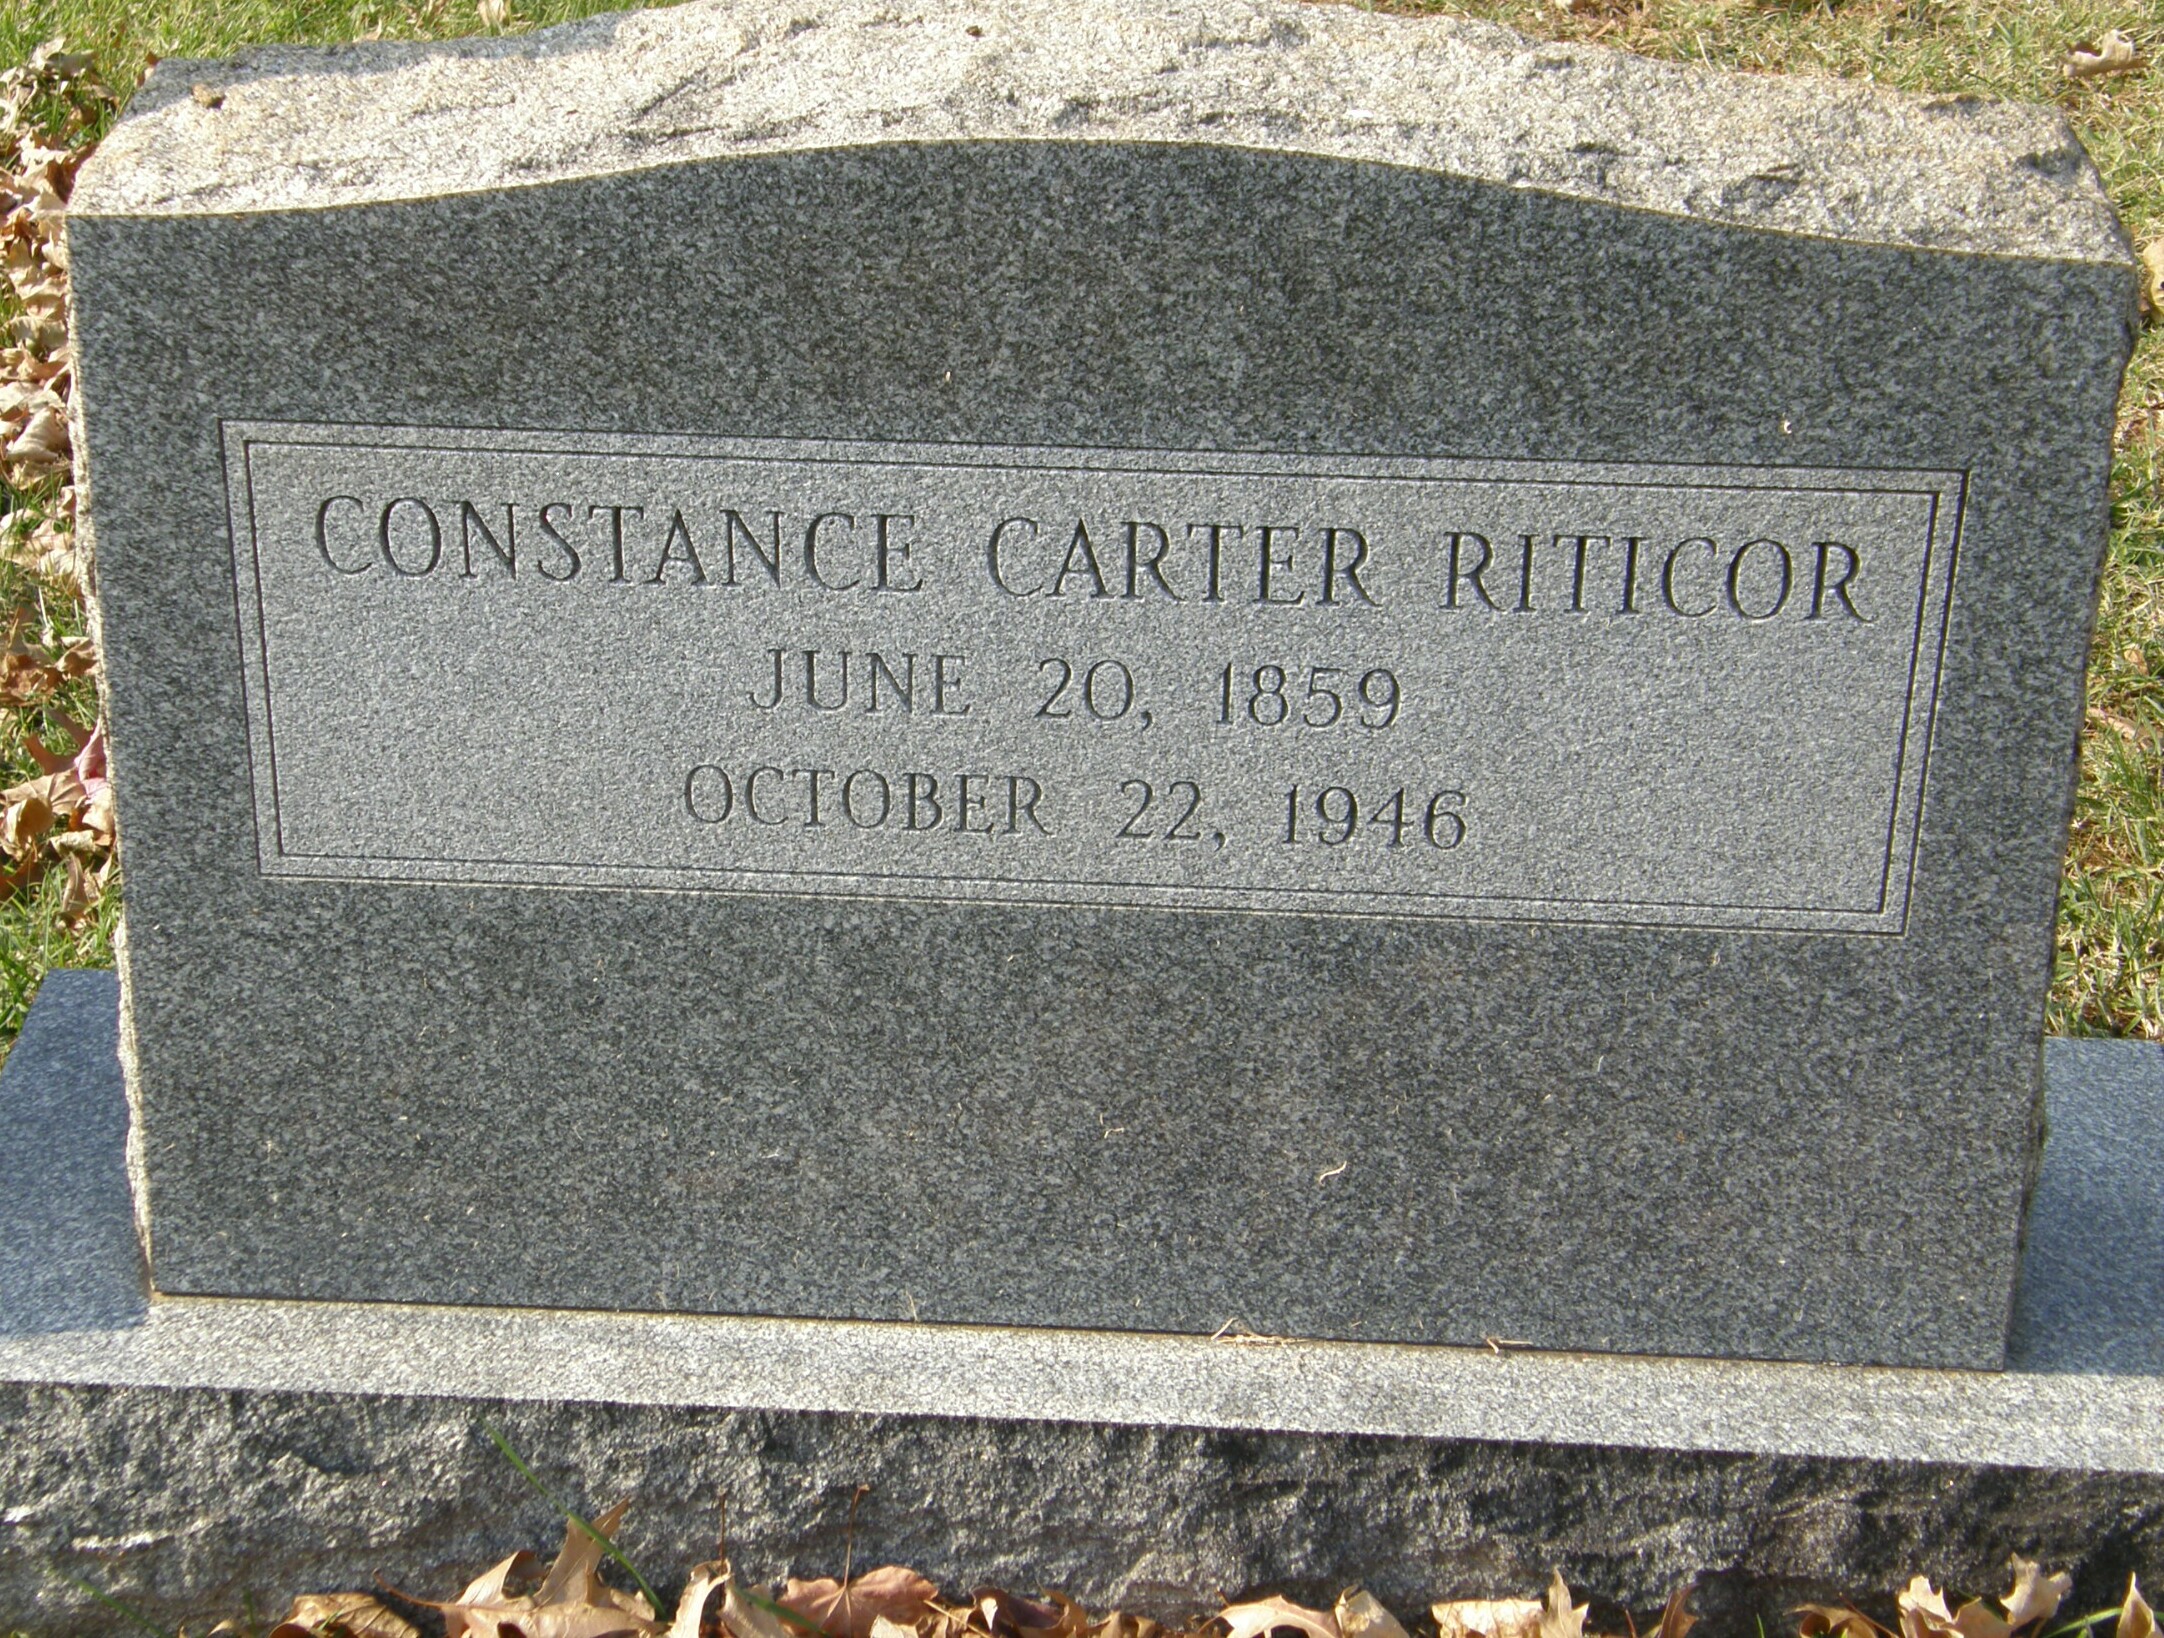 CONSTANCE CARTER RITICOR
JUNE 20, 1859
OCTOBER 22, 1946